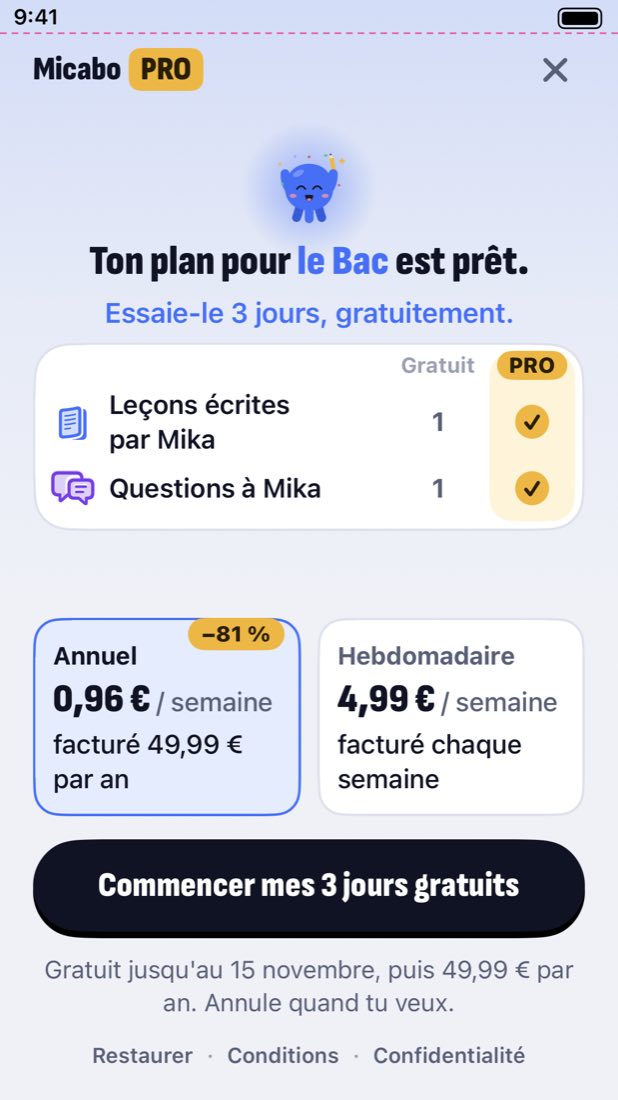 9:41
Micabo PRO
Ton plan pour le Bac est prêt.
Essaie-le 3 jours, gratuitement.
Gratuit PRO
Leçons écrites
par Mika
1
Questions à Mika 1
–81 %
Annuel
0,96 € / semaine
facturé 49,99 €
par an
Hebdomadaire
4,99 € / semaine
facturé chaque
semaine
Commencer mes 3 jours gratuits
Gratuit jusqu'au 15 novembre, puis 49,99 € par
an. Annule quand tu veux.
Restaurer · Conditions · Confidentialité